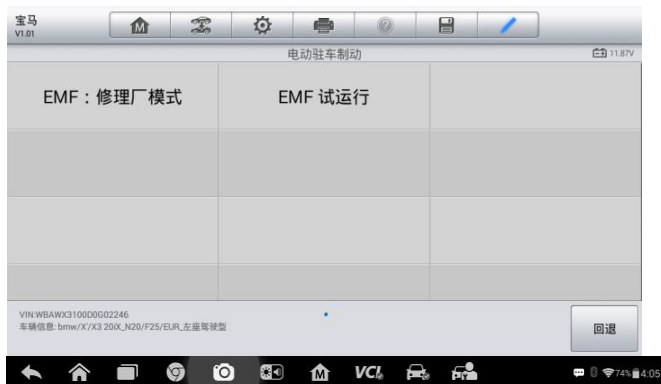 宝马
V1.01
M
电动驻车制动
11.87V
EMF：修理厂模式
EMF 试运行
VIN:WBAWX3100D0G02246
车辆信息: bmw/'X'/X3 20iX_N20/F25/EUR_左座驾驶型
回退
M
VCI
74%
4:05